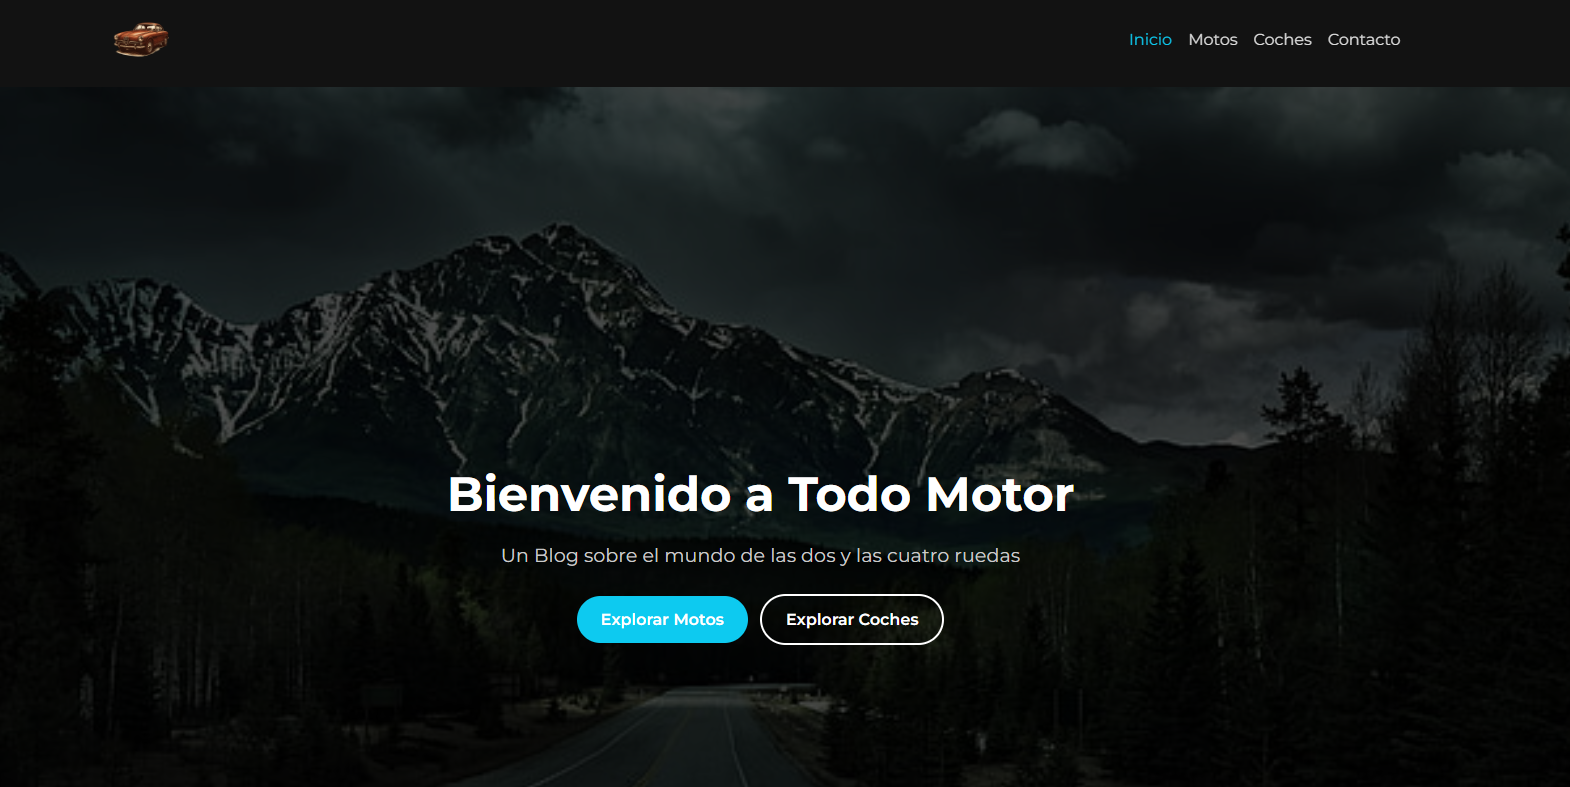 Inicio Motos Coches Contacto
Bienvenido a Todo Motor
Un Blog sobre el mundo de las dos y las cuatro ruedas
Explorar Motos Explorar Coches